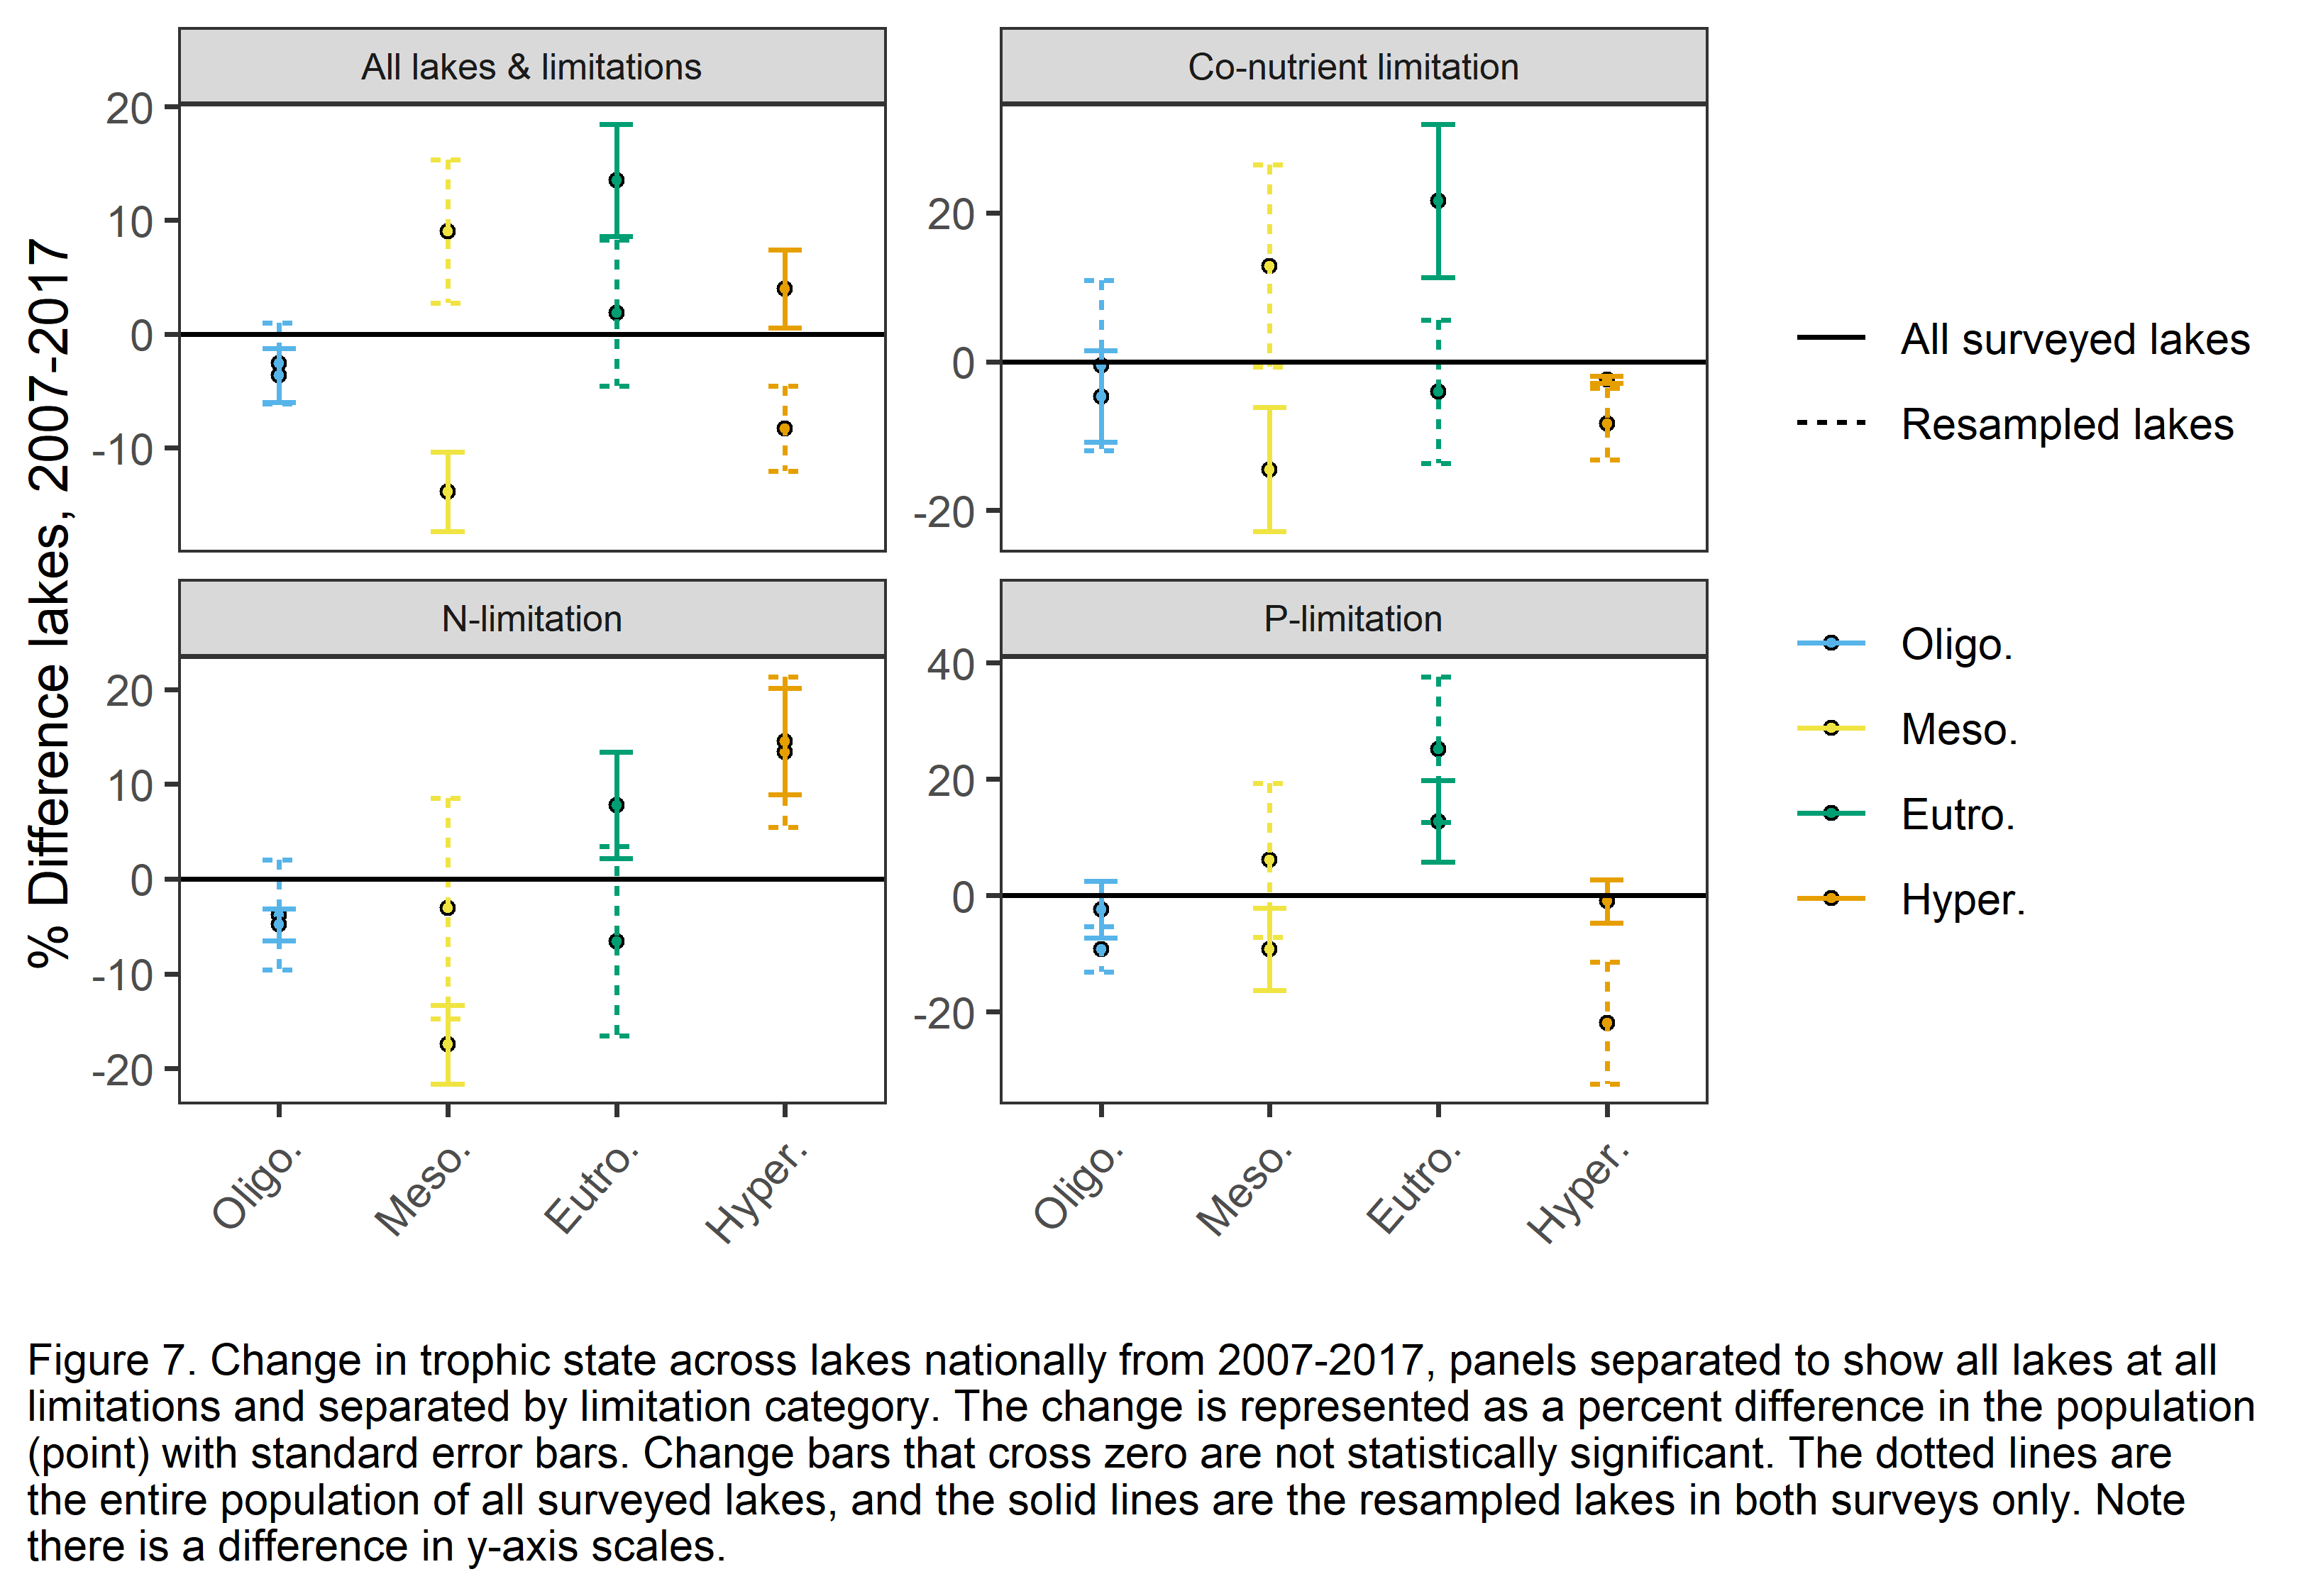 All lakes & limitations
Co-nutrient limitation
20
10
0
-10
20
0
-20
% Difference lakes, 2007-2017
N-limitation
P-limitation
20
10
0
-10
-20
40
20
0
-20
Oligo.
Meso.
Eutro.
Hyper.
Oligo.
Meso.
Eutro.
Hyper.
All surveyed lakes
Resampled lakes
Oligo.
Meso.
Eutro.
Hyper.
Figure 7. Change in trophic state across lakes nationally from 2007-2017, panels separated to show all lakes at all
limitations and separated by limitation category. The change is represented as a percent difference in the population
(point) with standard error bars. Change bars that cross zero are not statistically significant. The dotted lines are
the entire population of all surveyed lakes, and the solid lines are the resampled lakes in both surveys only. Note
there is a difference in y-axis scales.